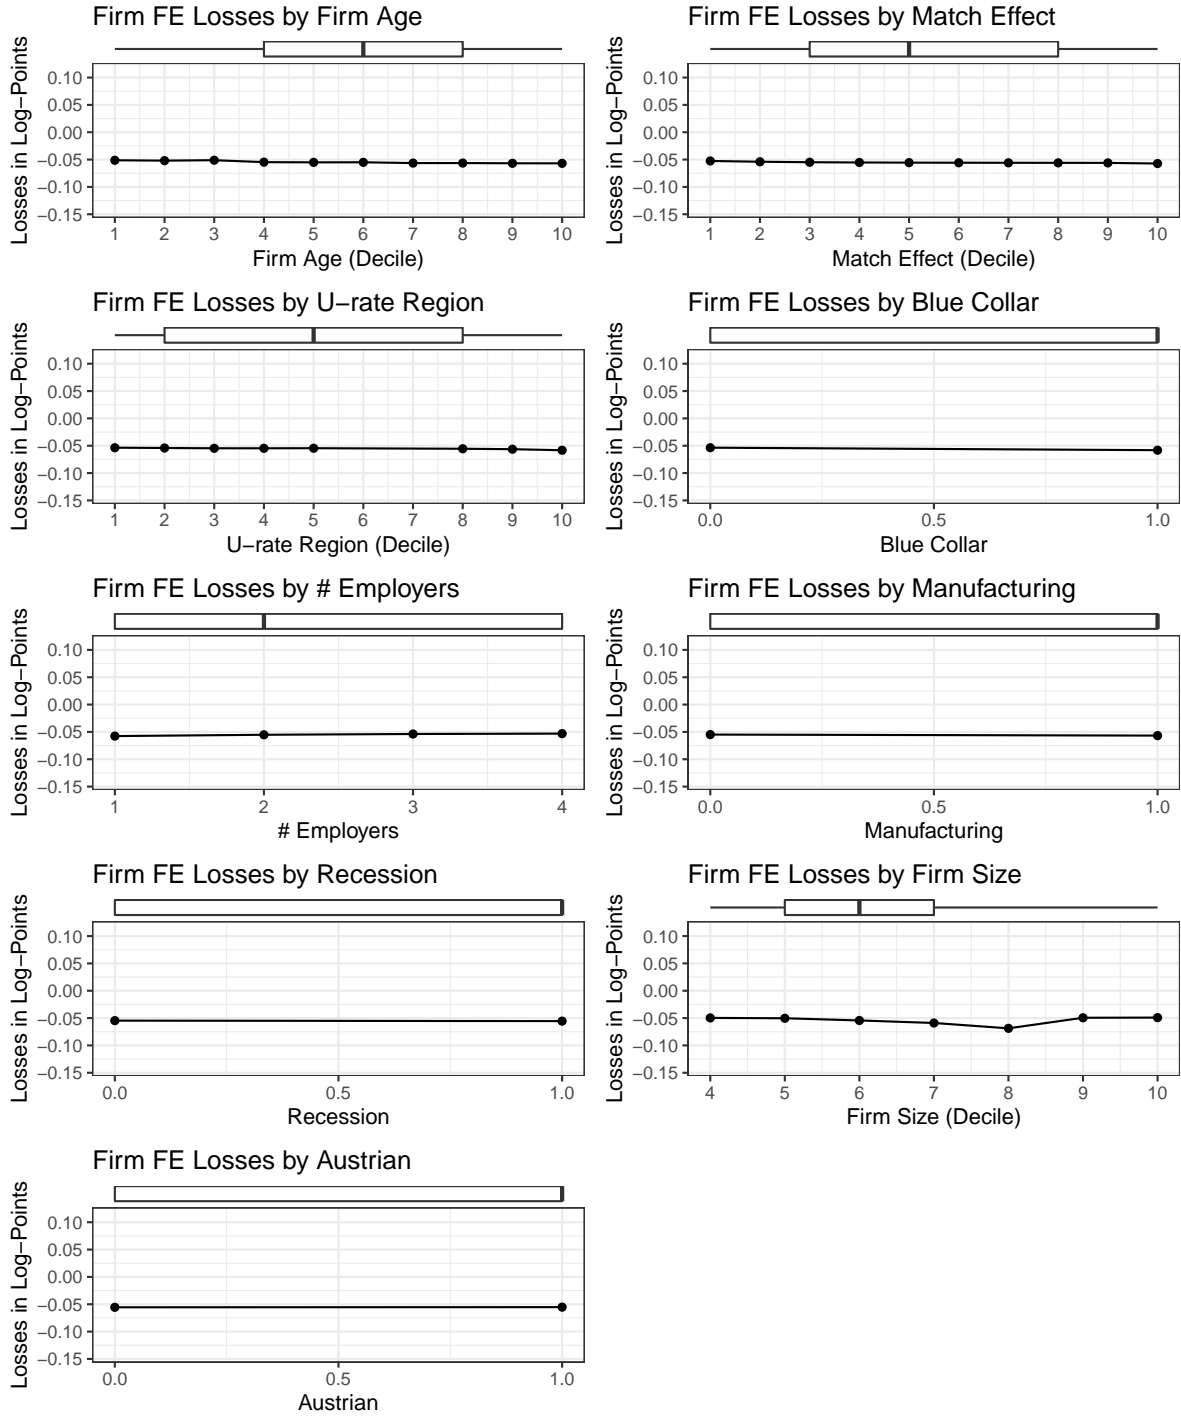 Firm FE Losses by Firm Age
Losses in Log−Points
0.10
0.05
0.00
−0.05
−0.10
−0.15
1 2 3 4 5 6 7 8 9 10
Firm Age (Decile)
Firm FE Losses by Match Effect
Losses in Log−Points
0.10
0.05
0.00
−0.05
−0.10
−0.15
1 2 3 4 5 6 7 8 9 10
Match Effect (Decile)
Firm FE Losses by U−rate Region
Losses in Log−Points
0.10
0.05
0.00
−0.05
−0.10
−0.15
1 2 3 4 5 6 7 8 9 10
U−rate Region (Decile)
Firm FE Losses by Blue Collar
Losses in Log−Points
0.10
0.05
0.00
−0.05
−0.10
−0.15
0.0 0.5 1.0
Blue Collar
Firm FE Losses by # Employers
Losses in Log−Points
0.10
0.05
0.00
−0.05
−0.10
−0.15
1 2 3 4
# Employers
Firm FE Losses by Manufacturing
Losses in Log−Points
0.10
0.05
0.00
−0.05
−0.10
−0.15
0.0 0.5 1.0
Manufacturing
Firm FE Losses by Recession
Losses in Log−Points
0.10
0.05
0.00
−0.05
−0.10
−0.15
0.0 0.5 1.0
Recession
Firm FE Losses by Firm Size
Losses in Log−Points
0.10
0.05
0.00
−0.05
−0.10
−0.15
4 5 6 7 8 9 10
Firm Size (Decile)
Firm FE Losses by Austrian
Losses in Log−Points
0.10
0.05
0.00
−0.05
−0.10
−0.15
0.0 0.5 1.0
Austrian